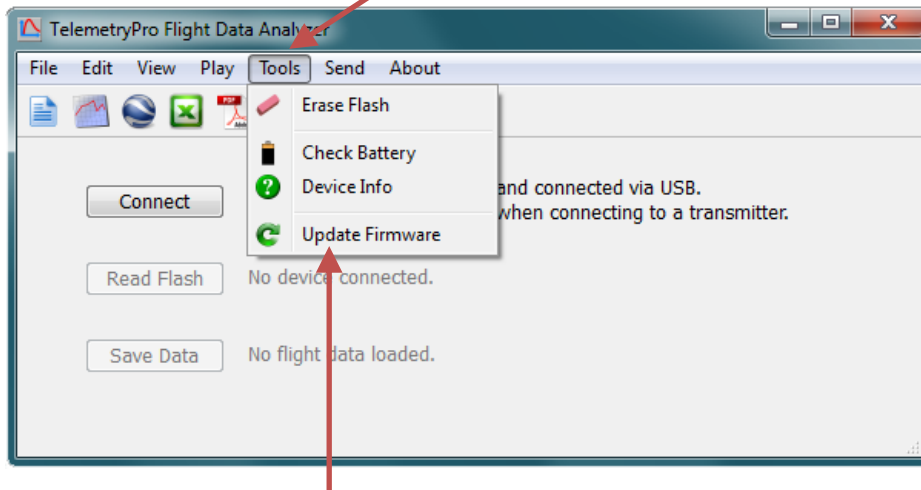 TelemetryPro Flight Data Analyzer
File Edit View Play Tools Send About
PDF
Erase Flash
Check Battery
Device Info
Update Firmware
Connect
and connected via USB.
when connecting to a transmitter.
Read Flash No device connected.
Save Data No flight data loaded.